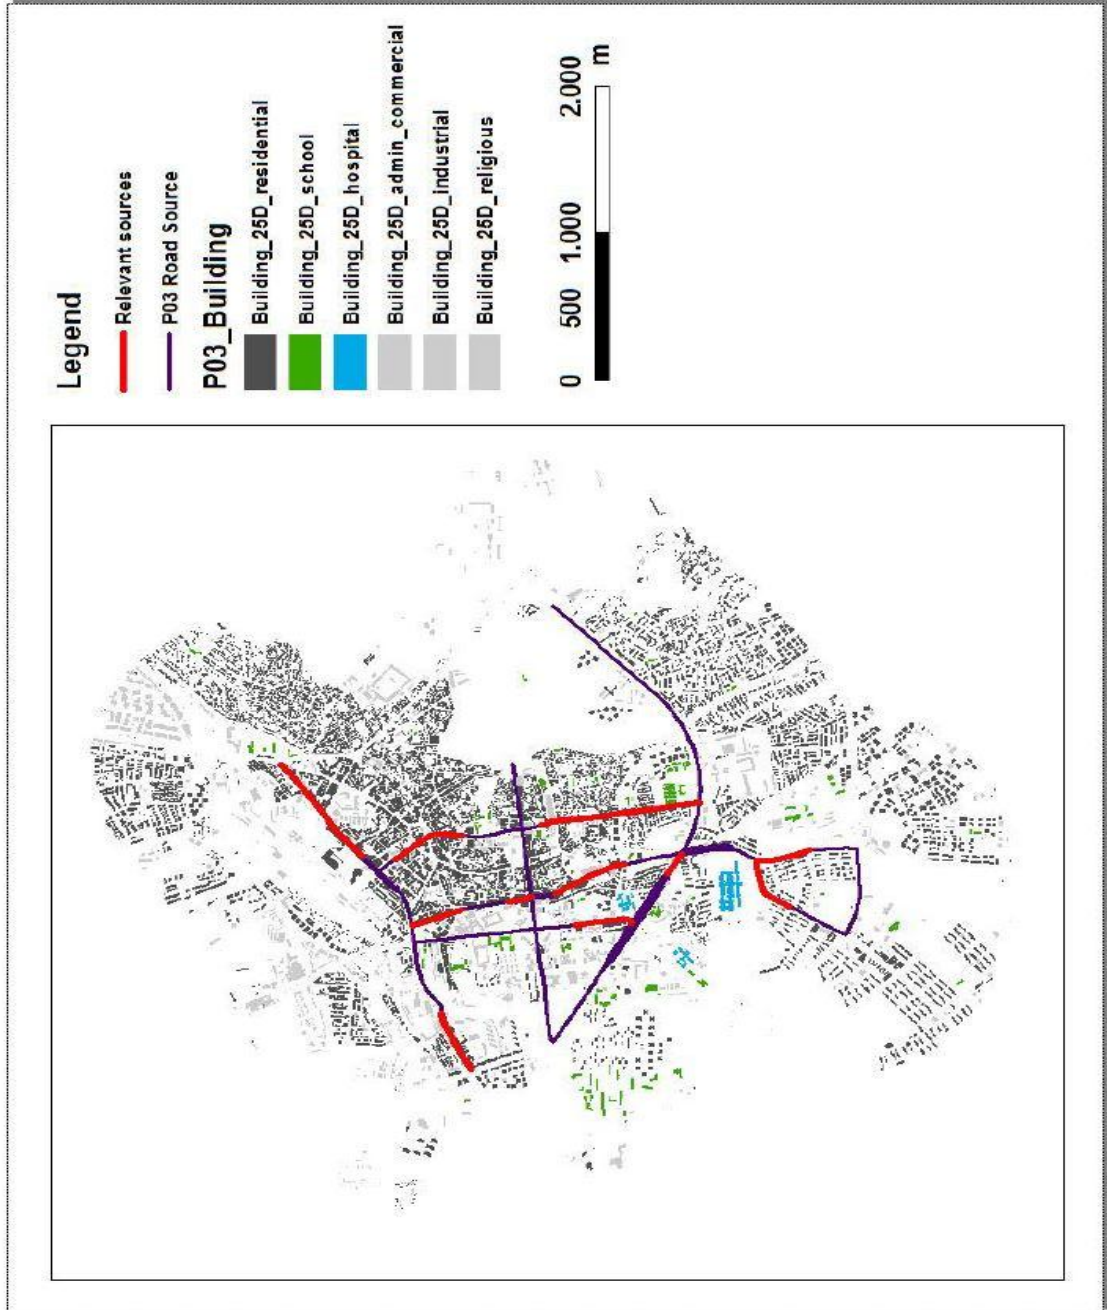 Legend
Relevant sources
P03 Road Source
P03_Building
Building_25D_residential
Building_25D_school
Building_25D_hospital
Building_25D_admin_commercial
Building_25D_industrial
Building_25D_religious
0 500 1.000 2.000
m